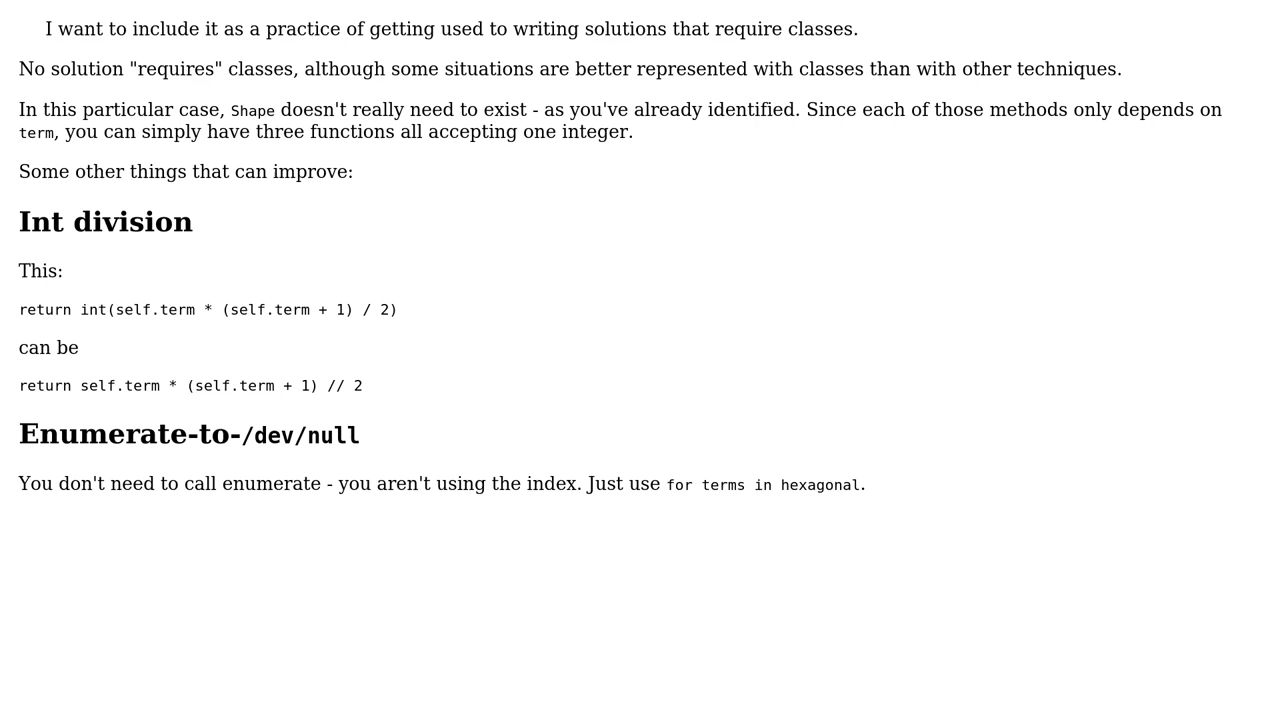 I want to include it as a practice of getting used to writing solutions that require classes.
No solution "requires" classes, although some situations are better represented with classes than with other techniques.
In this particular case, Shape doesn't really need to exist - as you've already identified. Since each of those methods only depends on
term, you can simply have three functions all accepting one integer.
Some other things that can improve:
Int division
This:
return int(self.term * (self.term + 1) / 2)
can be
return self.term * (self.term + 1) // 2
Enumerate-to-/dev/null
You don't need to call enumerate - you aren't using the index. Just use for terms in hexagonal.